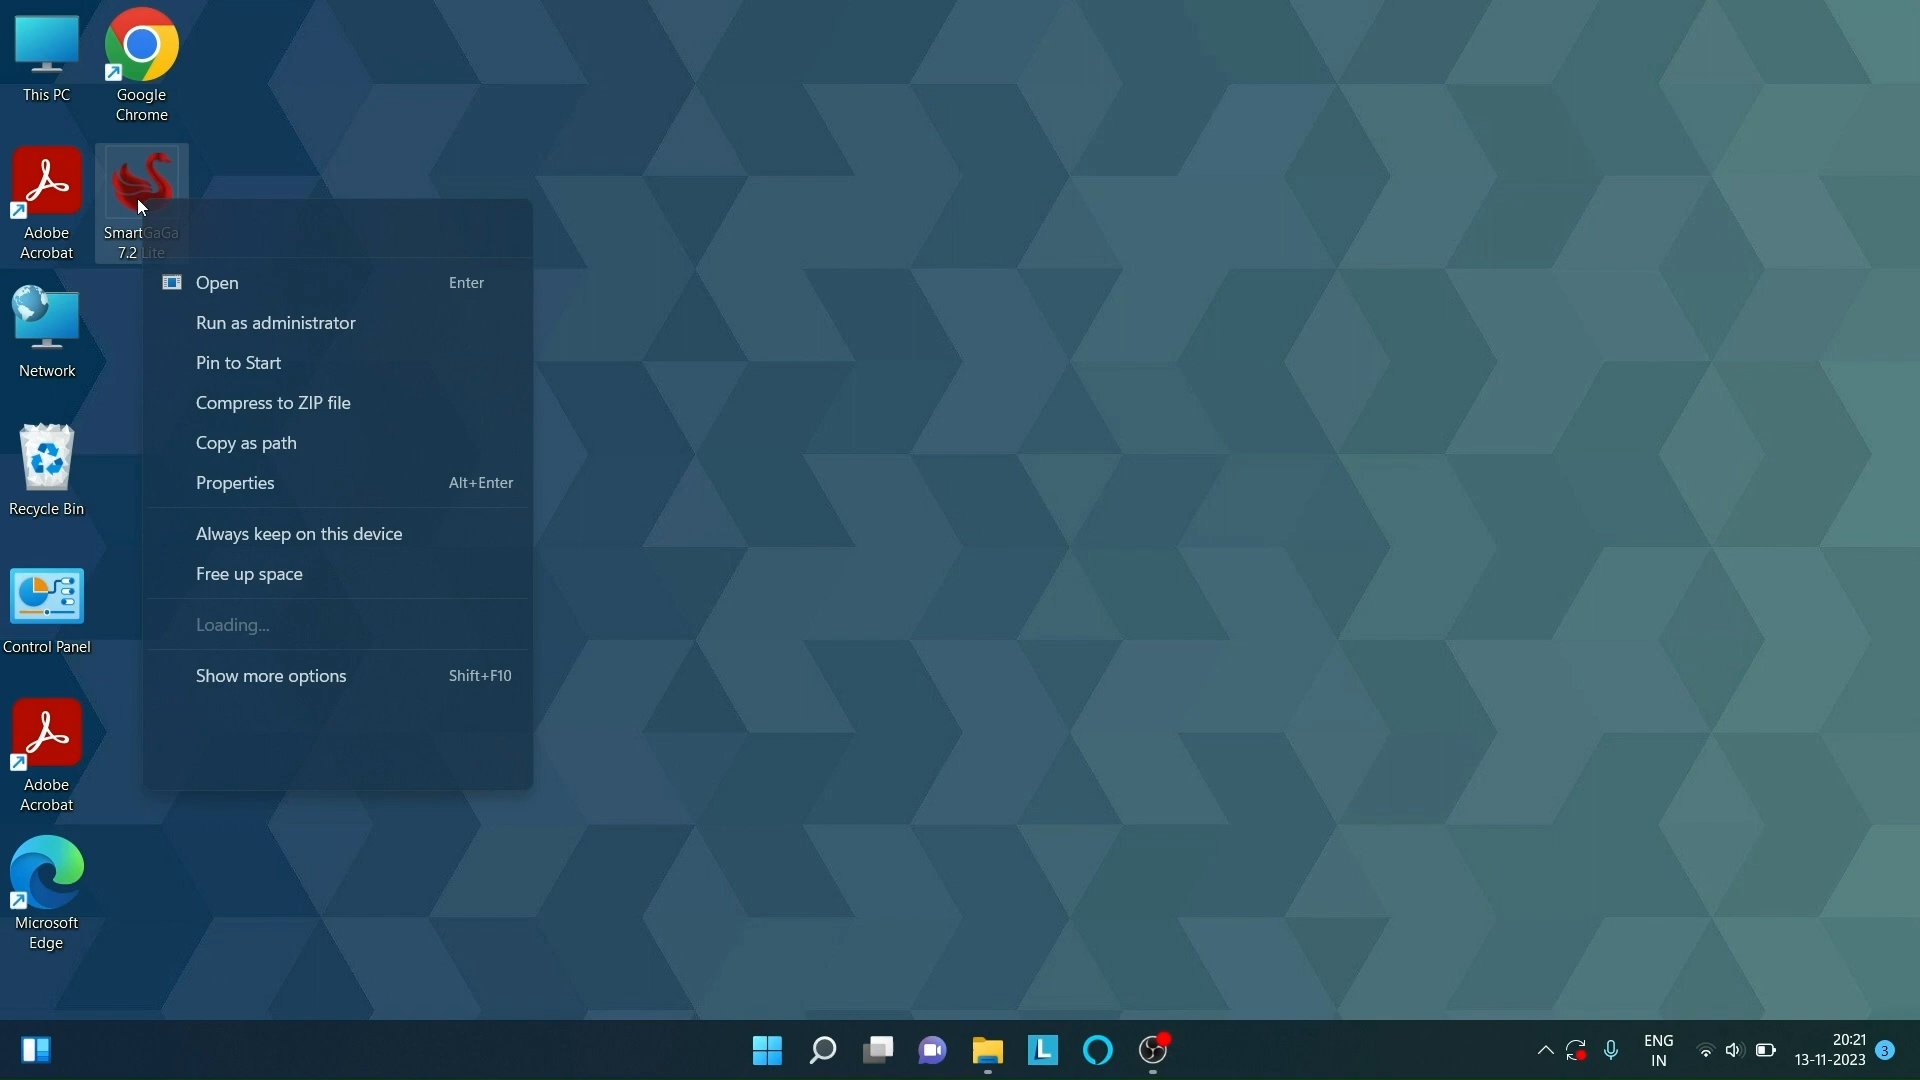 This PC
Google
Chrome
Adobe
Acrobat
SmartGaGa
7.2 Lite
Network
Recycle Bin
Control Panel
Adobe
Acrobat
Microsoft
Edge
Open Enter
Run as administrator
Pin to Start
Compress to ZIP file
Copy as path
Properties Alt+Enter
Always keep on this device
Free up space
Loading...
Show more options Shift+F10
L
ENG
IN
20:21
13-11-2023
3